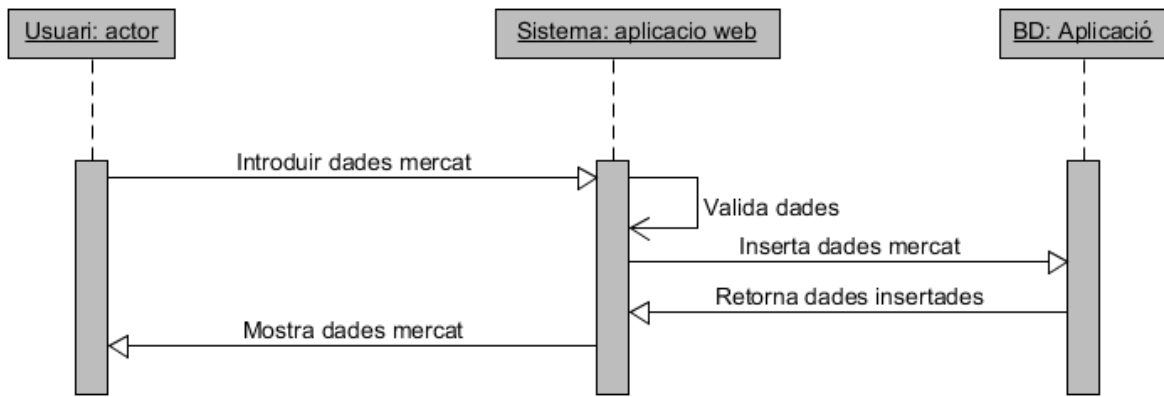 Usuari: actor
Sistema: aplicacio web
BD: Aplicació
Introduir dades mercat
Valida dades
Inserta dades mercat
Retorna dades insertades
Mostra dades mercat